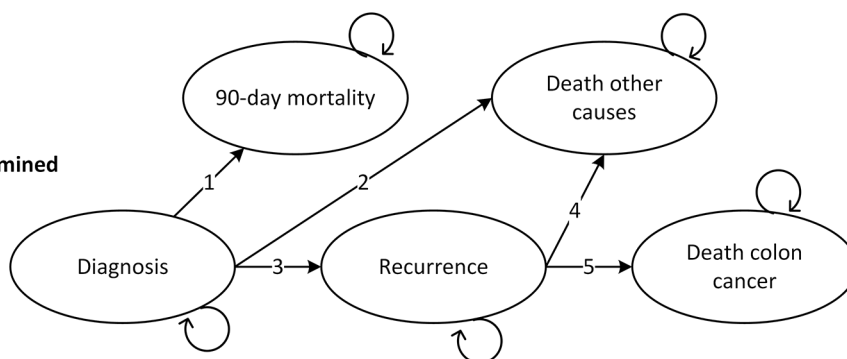 90-day mortality
Death other
causes
mined
1
2
4
Diagnosis
3
Recurrence
5
Death colon
cancer